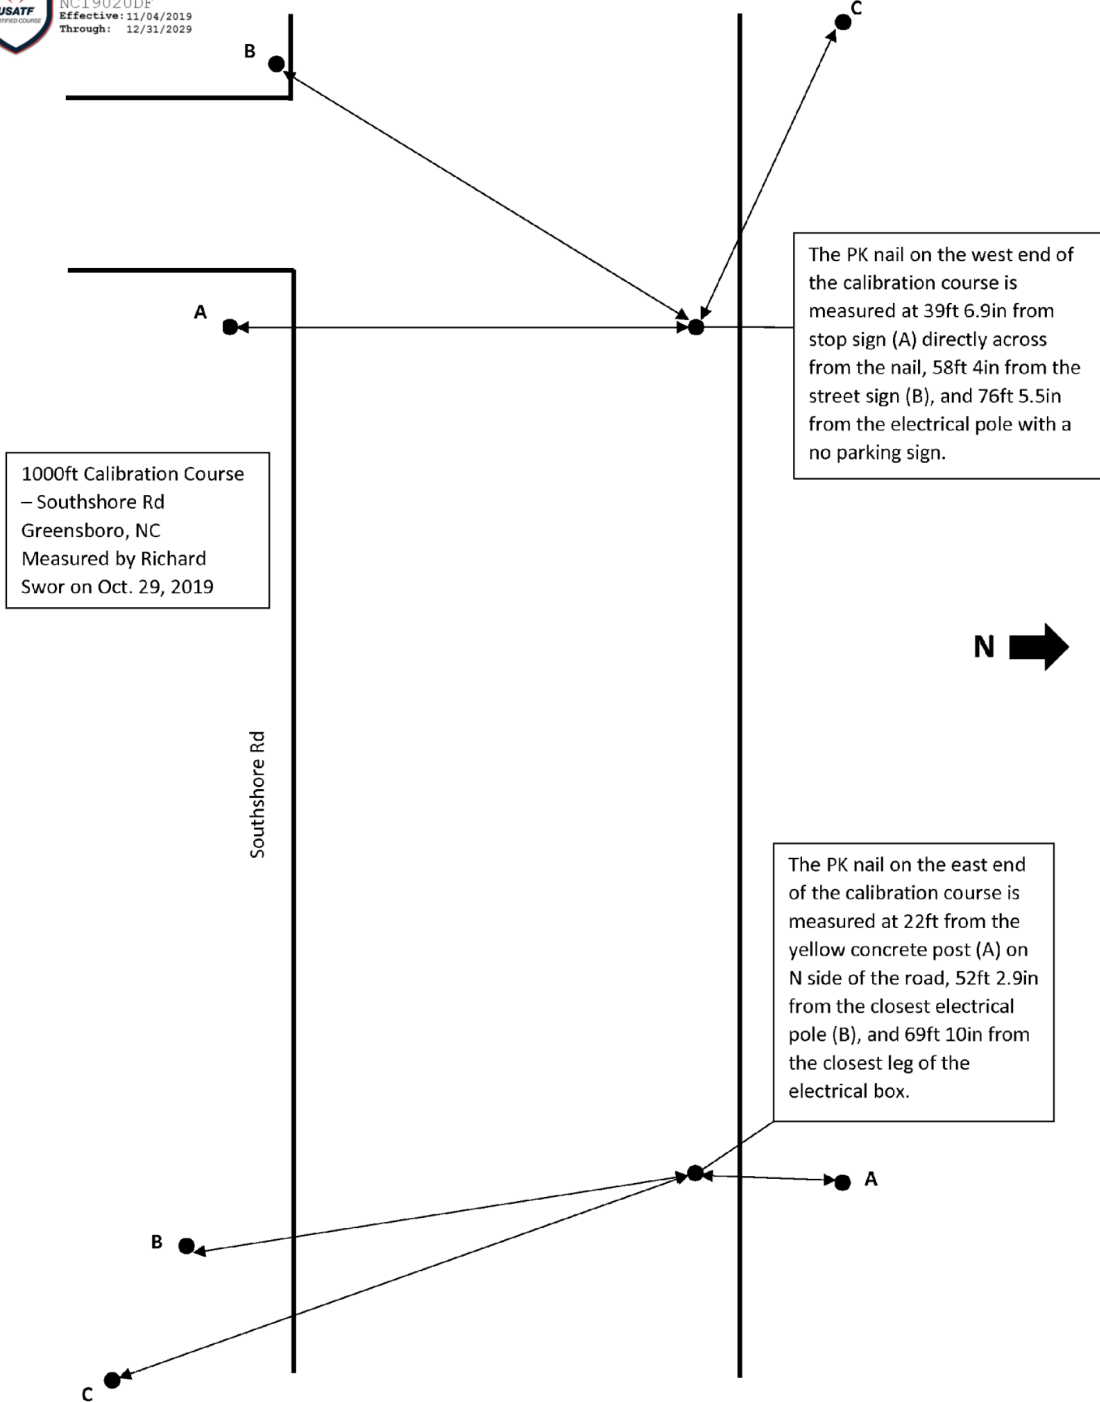 NC19020DF
USATF
Effective:11/04/2019
Through: 12/31/2029
C
B
The PK nail on the west end of
the calibration course is
measured at 39ft 6.9in from
stop sign (A) directly across
from the nail, 58ft 4in from the
street sign (B), and 76ft 5.5in
from the electrical pole with a
no parking sign.
A
1000ft Calibration Course
– Southshore Rd
Greensboro, NC
Measured by Richard
Swor on Oct. 29, 2019
N
Southshore Rd
The PK nail on the east end
of the calibration course is
measured at 22ft from the
yellow concrete post (A) on
N side of the road, 52ft 2.9in
from the closest electrical
pole (B), and 69ft 10in from
the closest leg of the
electrical box.
A
B
C